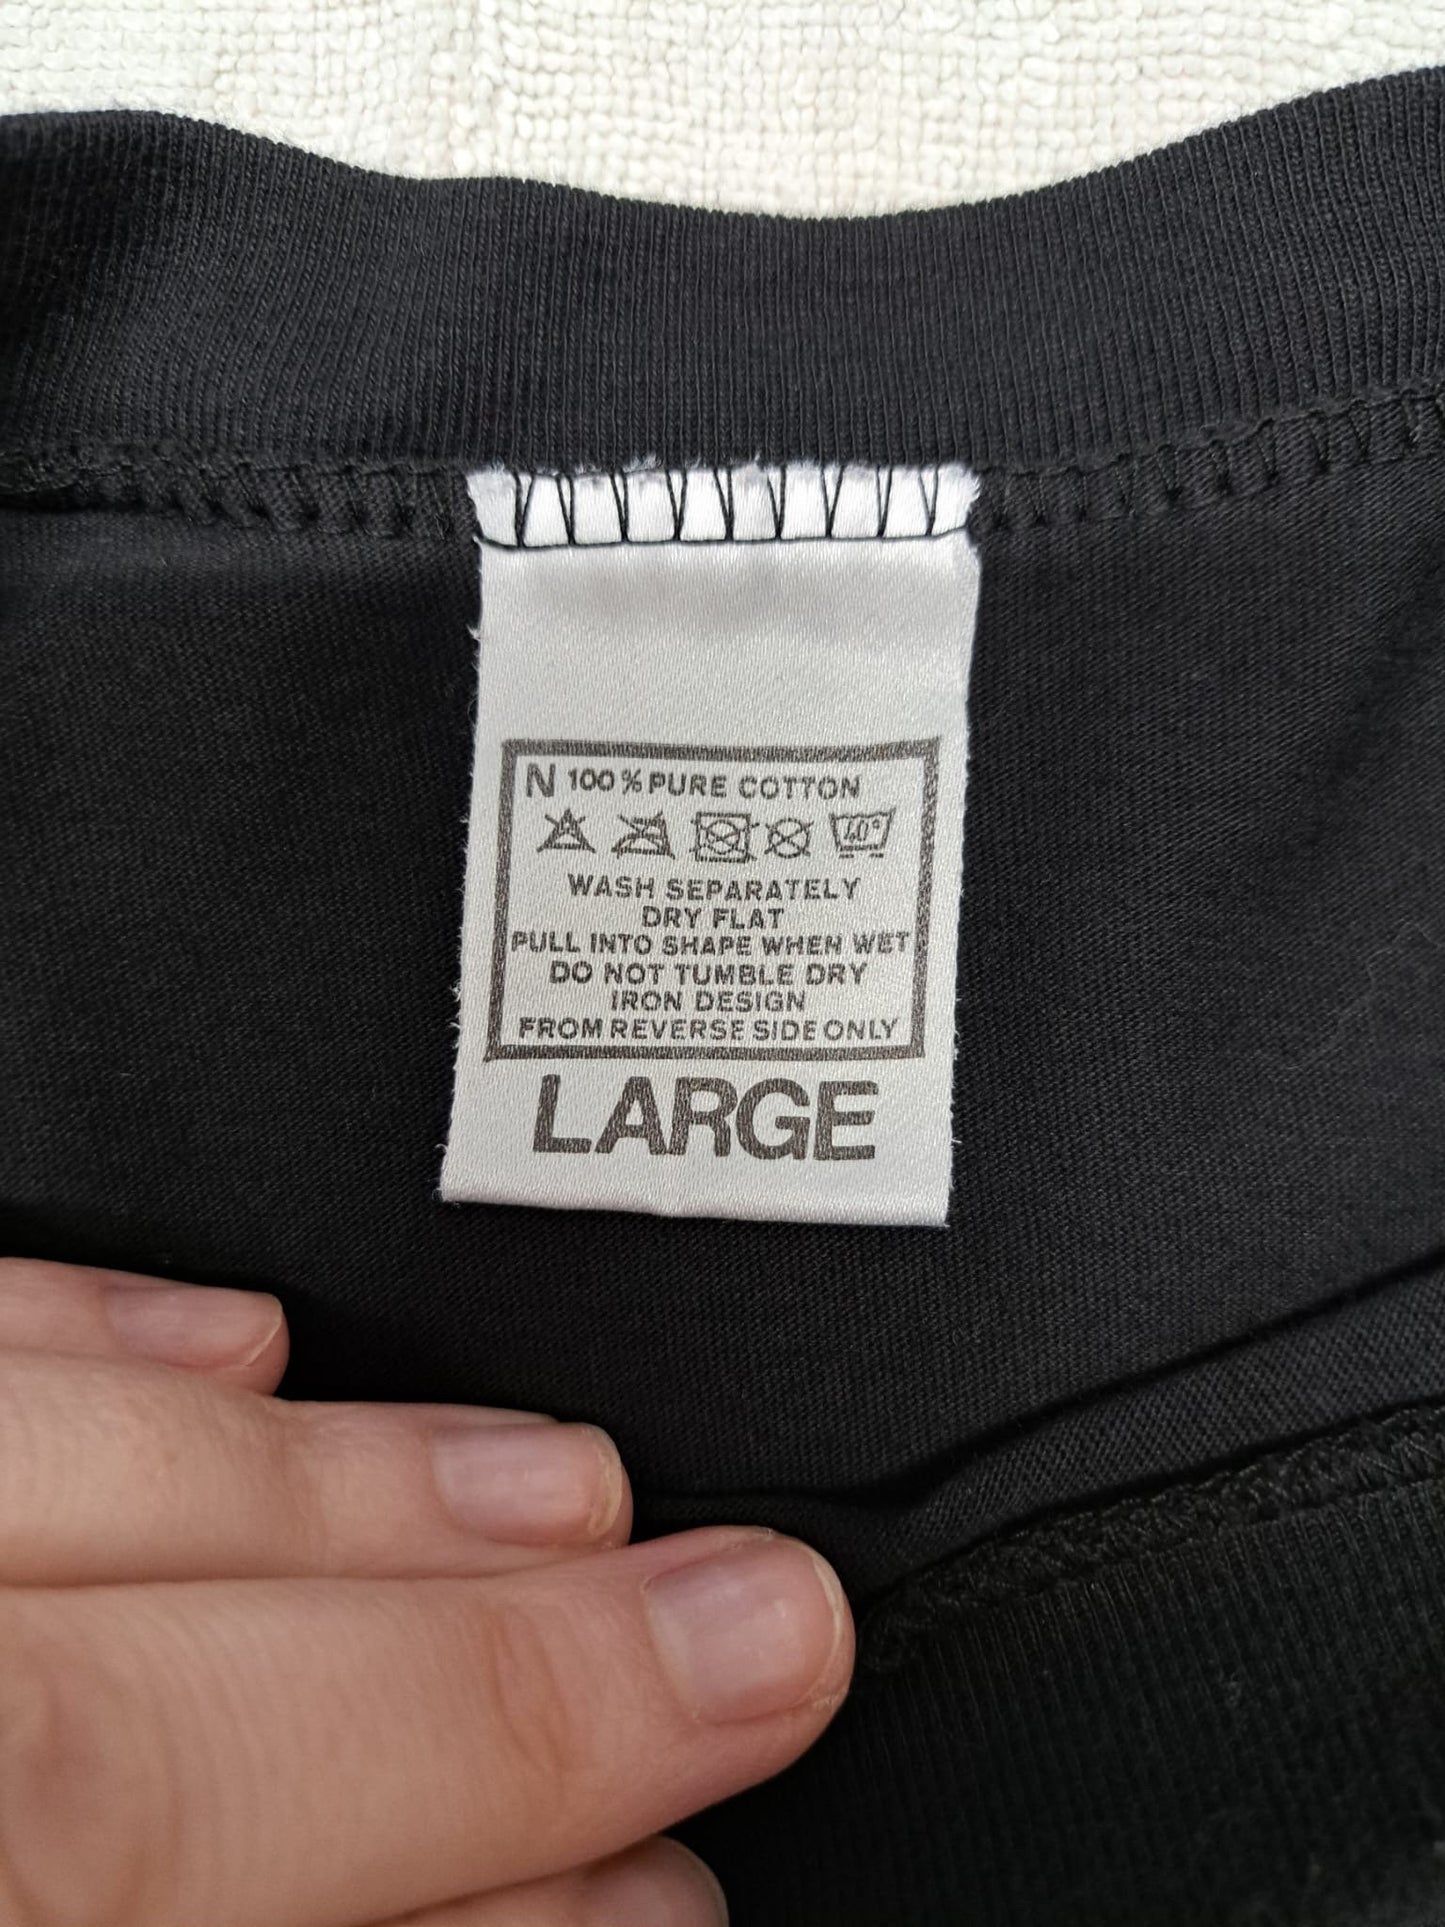 N 100% PURE COTTON
40°
WASH SEPARATELY
DRY FLAT
PULL INTO SHAPE WHEN WET
DO NOT TUMBLE DRY
IRON DESIGN
FROM REVERSE SIDE ONLY
LARGE